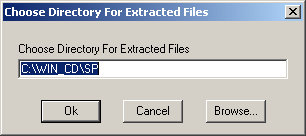 Choose Directory For Extracted Files
Choose Directory For Extracted Files
C:\WIN_CD\SP
Ok Cancel Browse...